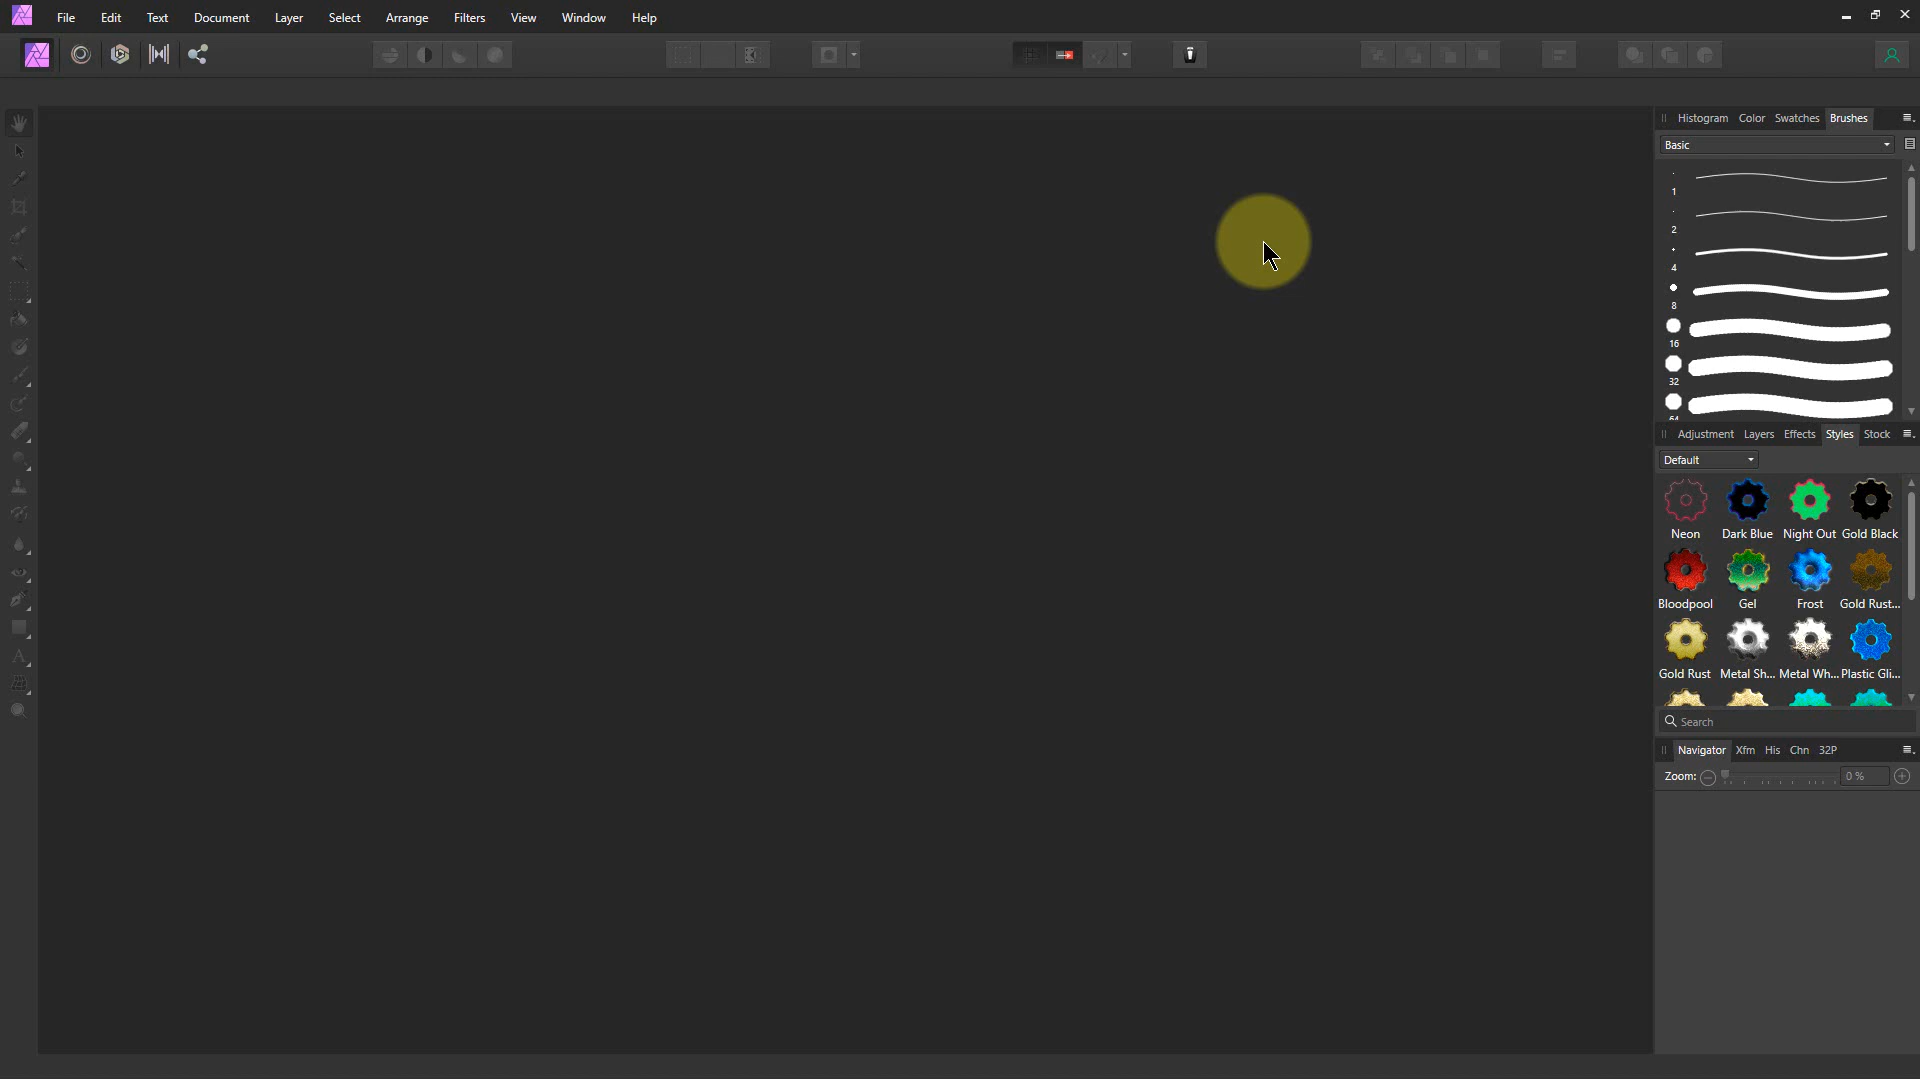 File Edit Text Document Layer Select Arrange Filters View Window Help
Histogram Color Swatches Brushes
Basic
1
2
4
8
16
32
64
Adjustment Layers Effects Styles Stock
Default
Neon Dark Blue Night Out Gold Black
Bloodpool Gel Frost Gold Rust...
Gold Rust Metal Sh... Metal Wh... Plastic Gli...
Search
Navigator Xfm His Chn 32P
Zoom: 0 %